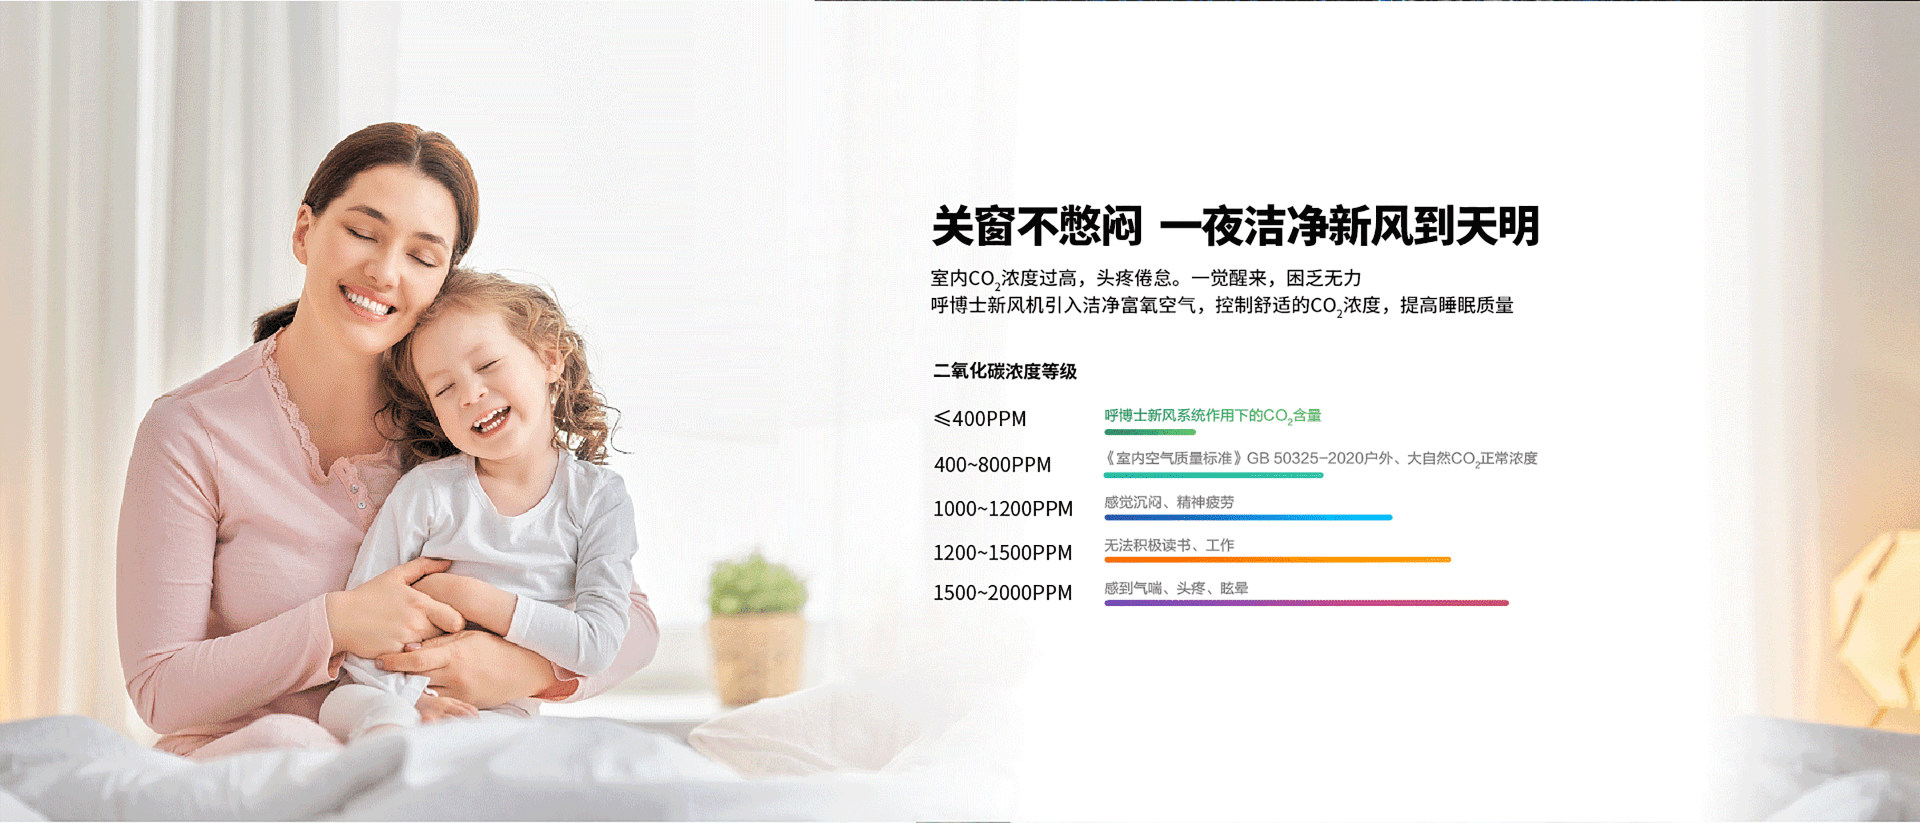 关窗不憋闷 一夜洁净新风到天明
室内CO₂浓度过高，头疼倦怠。一觉醒来，困乏无力
呼博士新风机引入洁净富氧空气，控制舒适的CO₂浓度，提高睡眠质量
二氧化碳浓度等级
≤400PPM 呼博士新风系统作用下的CO₂含量
400~800PPM 《室内空气质量标准》GB 50325-2020户外、大自然CO₂正常浓度
1000~1200PPM 感觉沉闷、精神疲劳
1200~1500PPM 无法积极读书、工作
1500~2000PPM 感到气喘、头疼、眩晕